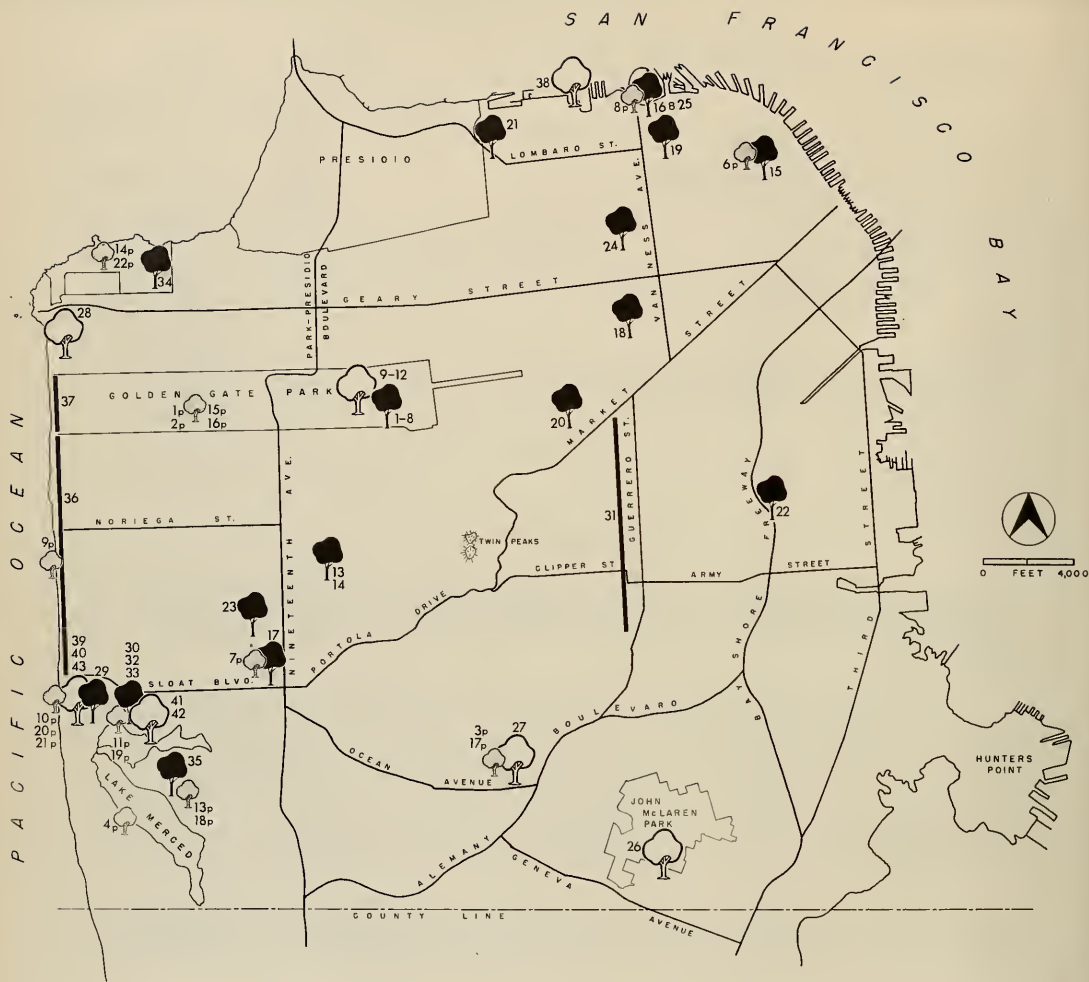 SAN FRANCISCO BAY
38
8p
16 & 25
21
PRESIDIO
LOMBARD ST.
19
6p
15
VAN NESS AVE.
24
14p
22p
34
PARK-PRESIDIO
BOULEVARD
GEARY STREET
28
18
MARKET STREET
37
GOLDEN GATE PARK
9-12
1-8
1p
15p
2p
16p
20
PACIFIC OCEAN
36
NINETEENTH AVE.
GUERRERO ST.
31
FREEWAY
22
THIRD STREET
NORIEGA ST.
TWIN PEAKS
0 FEET 4,000
9p
13
14
CLIPPER ST.
ARMY STREET
PORTOLA DRIVE
23
17
7p
39
40
43
29
30
32
33
SLOAT BLVD.
41
42
10p
20p
21p
11p
19p
35
13p
18p
4p
LAKE MERCED
OCEAN AVENUE
3p
17p
27
ALEMANY BOULEVARD
BAY SHORE
HUNTERS
POINT
JOHN
McLAREN
PARK
26
GENEVA AVENUE
COUNTY LINE